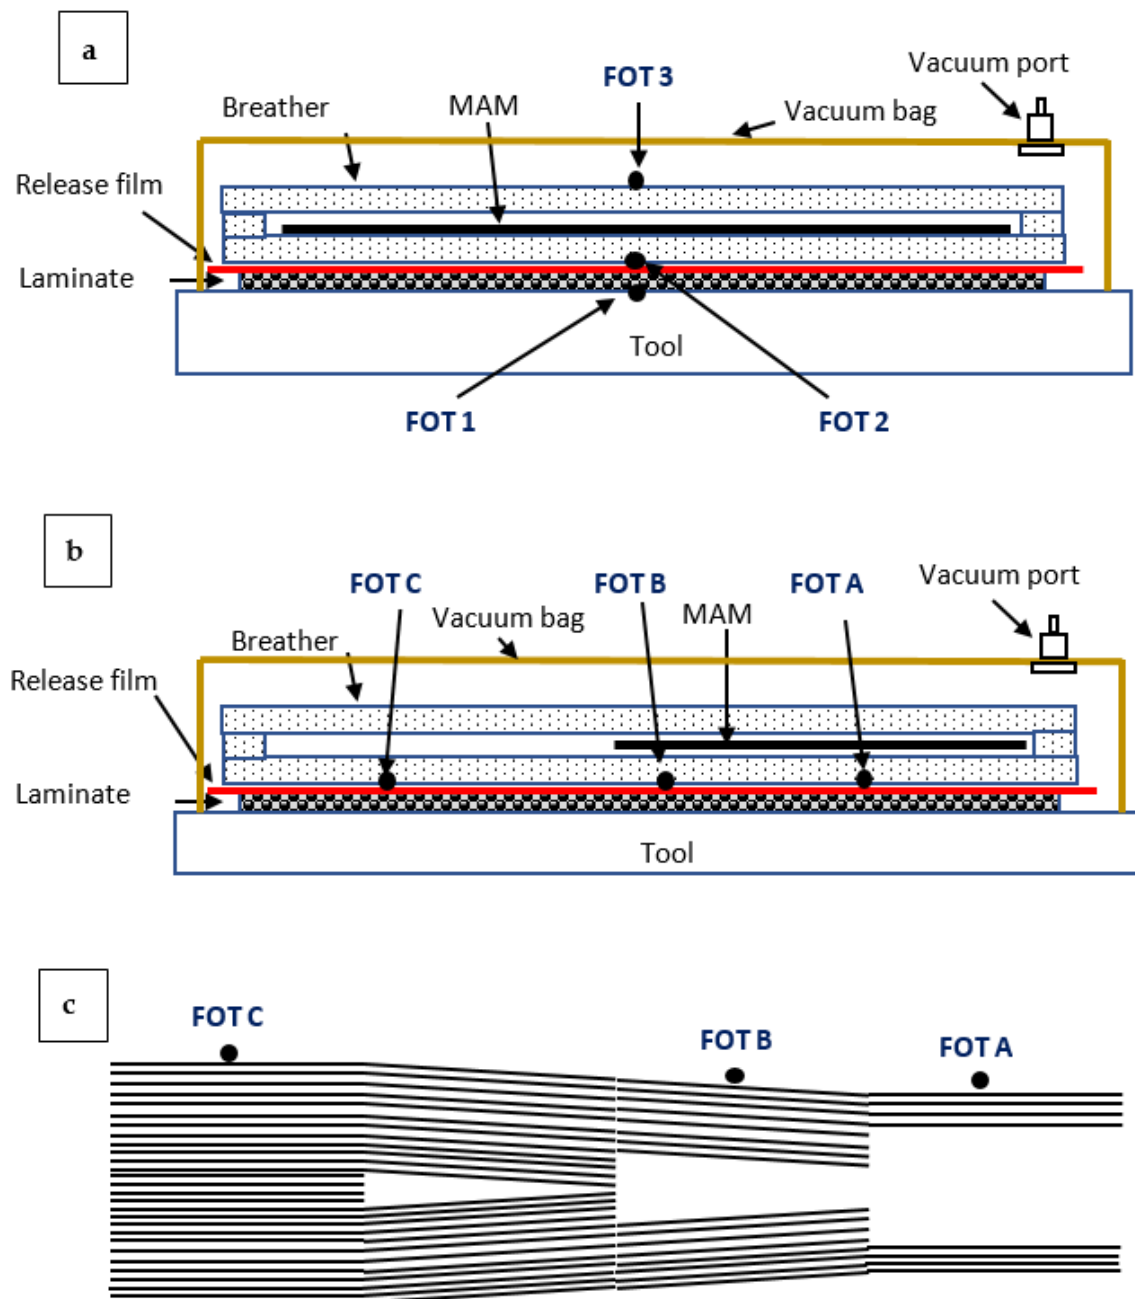 a
FOT 3
Vacuum port
Breather
MAM
Vacuum bag
Release film
Laminate
Tool
FOT 1
FOT 2
b
FOT C
FOT B
FOT A
Vacuum port
Vacuum bag
MAM
Breather
Release film
Laminate
Tool
c
FOT C
FOT B
FOT A